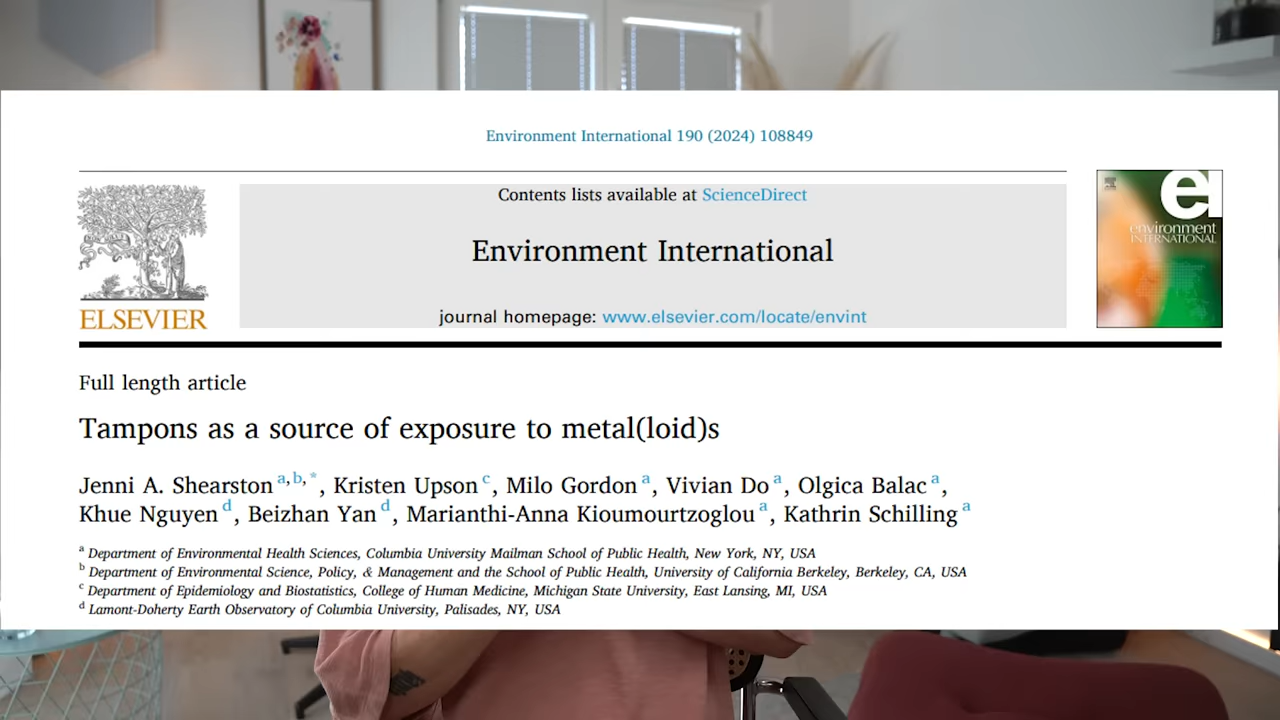 Environment International 190 (2024) 108849
Contents lists available at ScienceDirect
Environment International
journal homepage: www.elsevier.com/locate/envint
ELSEVIER
ei
environment
INTERNATIONAL
Full length article
Tampons as a source of exposure to metal(loid)s
Jenni A. Shearston a,b,*, Kristen Upson c, Milo Gordon a, Vivian Do a, Olgica Balac a,
Khue Nguyen d, Beizhan Yan d, Marianthi-Anna Kioumourtzoglou a, Kathrin Schilling a
a Department of Environmental Health Sciences, Columbia University Mailman School of Public Health, New York, NY, USA
b Department of Environmental Science, Policy, & Management and the School of Public Health, University of California Berkeley, Berkeley, CA, USA
c Department of Epidemiology and Biostatistics, College of Human Medicine, Michigan State University, East Lansing, MI, USA
d Lamont-Doherty Earth Observatory of Columbia University, Palisades, NY, USA